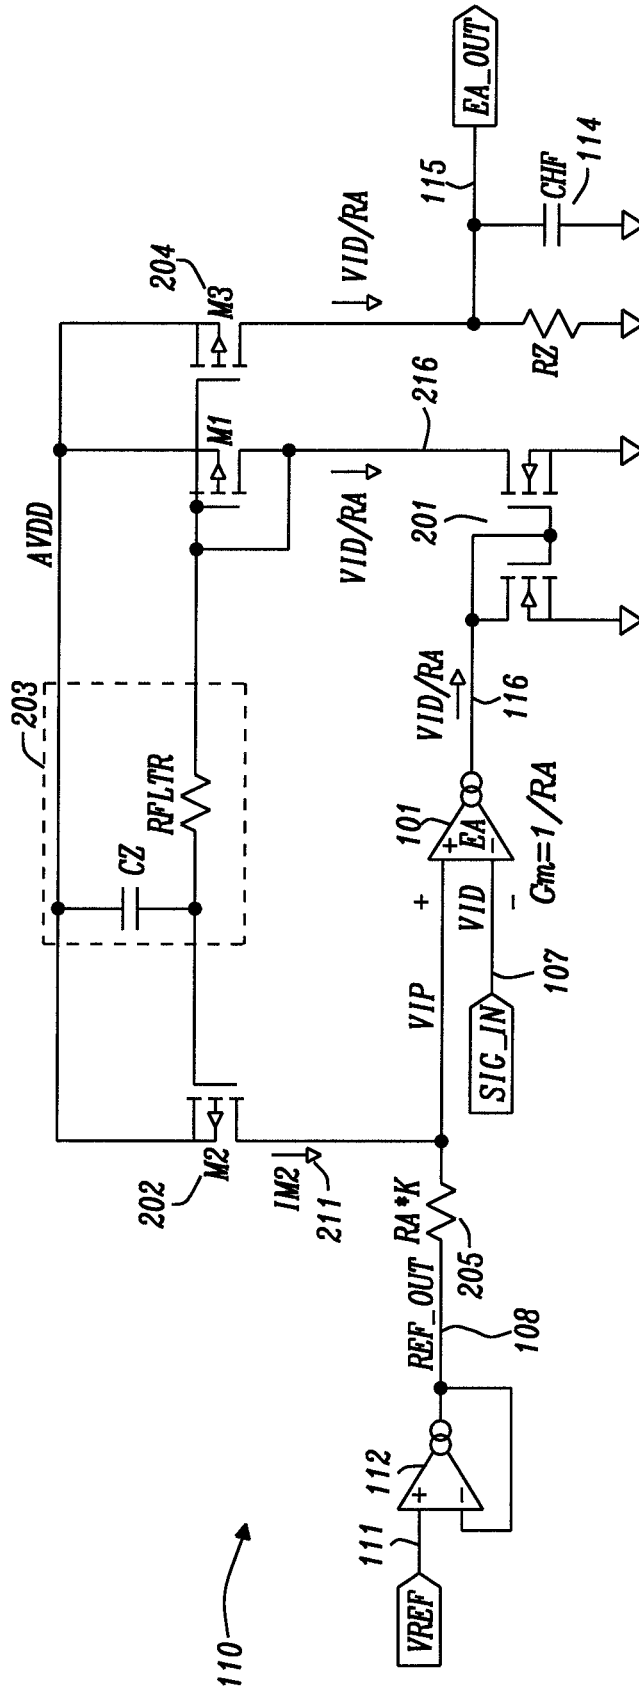 110
VREF
111
112
+
−
REF_OUT
108
RA*K
205
202
M2
IM2
211
203
CZ
RFLTR
AVDD
VIP
+
VID
−
SIG_IN
107
101
+
EA
−
Gm=1/RA
VID/RA
116
201
M1
VID/RA
216
204
M3
VID/RA
RZ
115
CHF
114
EA_OUT